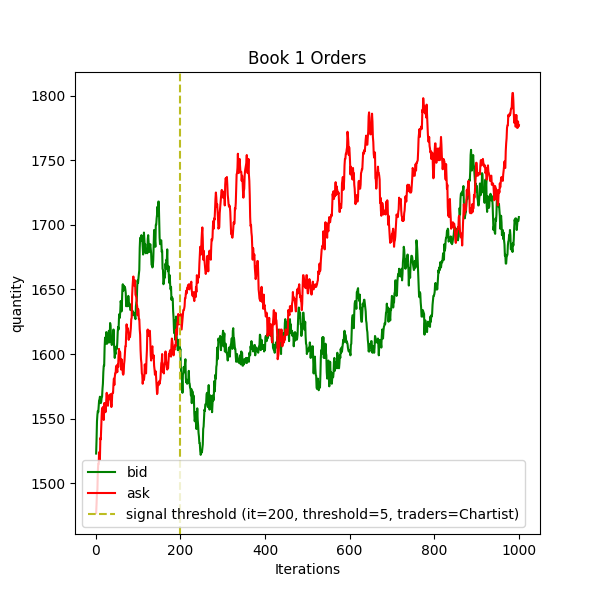 Book 1 Orders
1800
1750
1700
1650
1600
1550
1500
quantity
bid
ask
signal threshold (it=200, threshold=5, traders=Chartist)
0
200
400
600
800
1000
Iterations